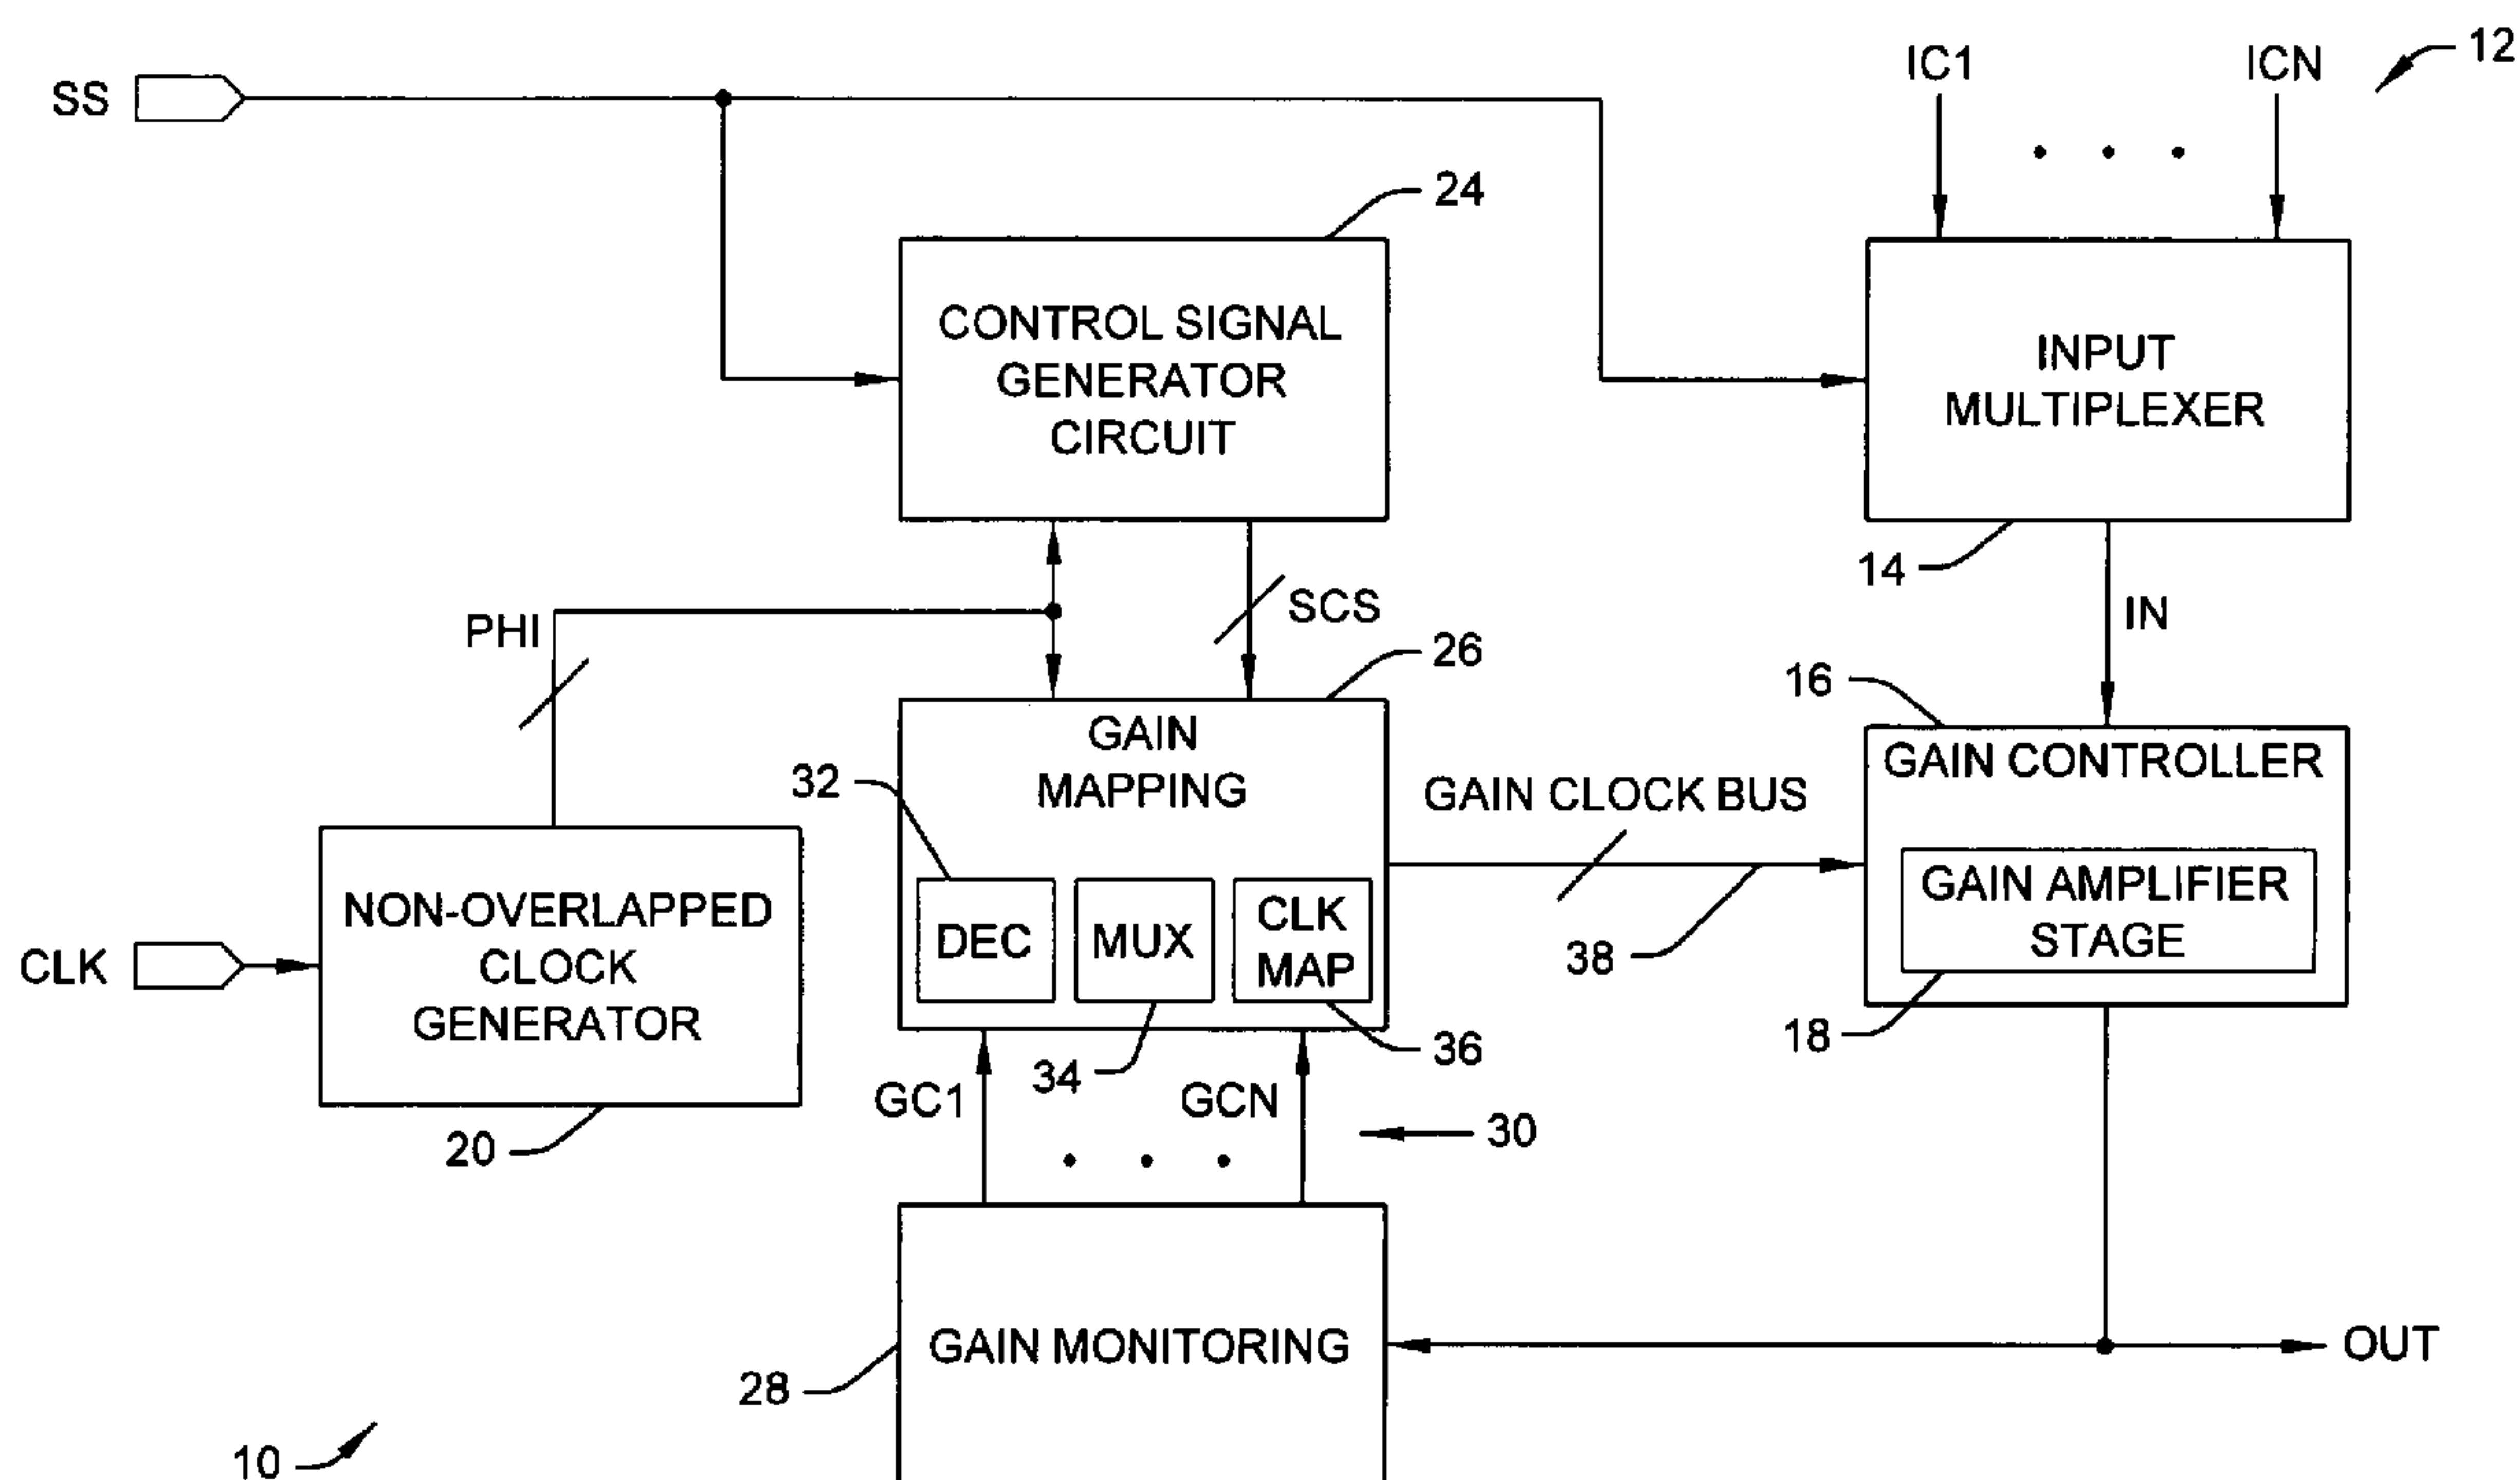 12
IC1
ICN
SS
24
CONTROL SIGNAL
GENERATOR
CIRCUIT
INPUT
MULTIPLEXER
14
SCS
IN
PHI
26
16
GAIN
MAPPING
GAIN CONTROLLER
32
GAIN CLOCK BUS
GAIN AMPLIFIER
STAGE
NON-OVERLAPPED
CLOCK
GENERATOR
DEC
MUX
CLK
MAP
38
CLK
18
36
34
GC1
GCN
30
20
GAIN MONITORING
OUT
28
10